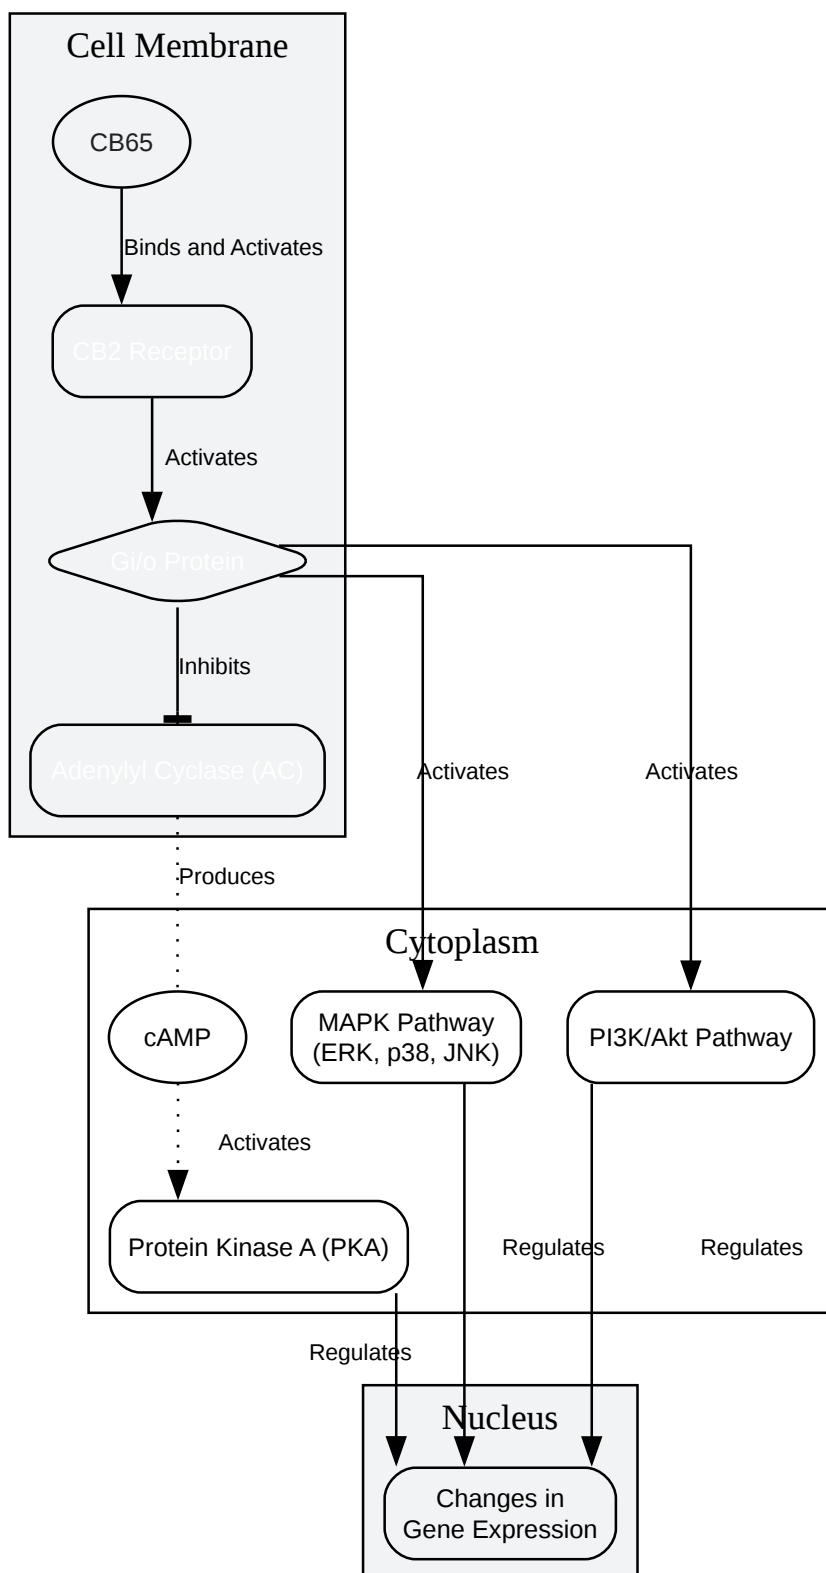 Cell Membrane
CB65
Binds and Activates
CB2 Receptor
Activates
Gi/o Protein
Inhibits
Adenylyl Cyclase (AC)
Activates
Activates
Produces
Cytoplasm
cAMP
MAPK Pathway
(ERK, p38, JNK)
PI3K/Akt Pathway
Activates
Protein Kinase A (PKA)
Regulates
Regulates
Regulates
Nucleus
Changes in
Gene Expression